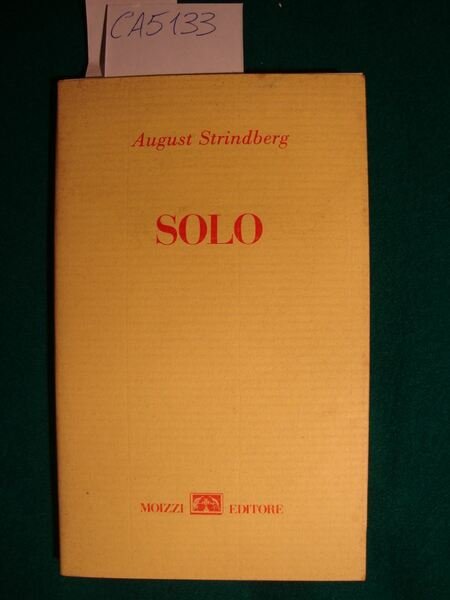 CA5133
August Strindberg
SOLO
MOIZZI EDITORE